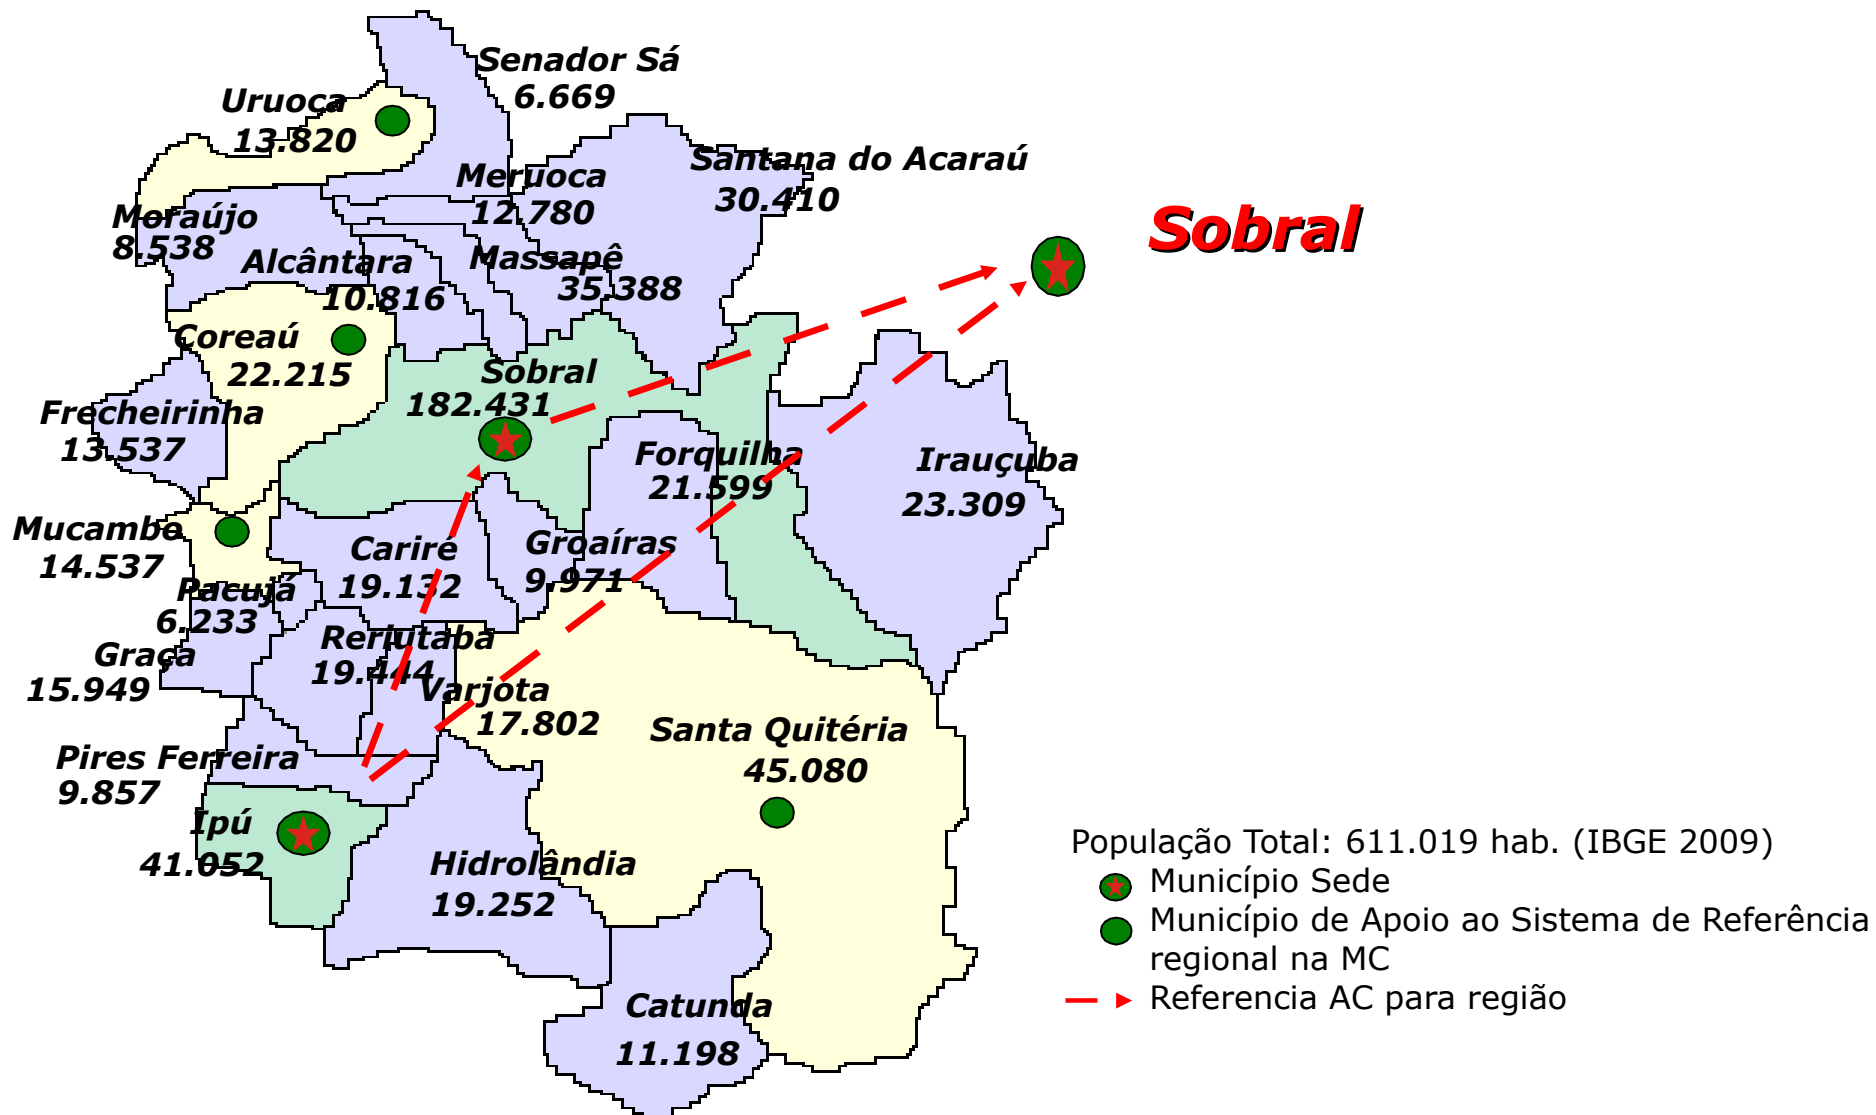 Senador Sá
6.669
Uruoca
13.820
Santana do Acaraú
30.410
Meruoca
12.780
Moraújo
8.538
Alcântara
10.816
Massapê
35.388
Sobral
Coreaú
22.215
Sobral
182.431
Frecheirinha
13.537
Forquilha
21.599
Irauçuba
23.309
Mucambo
14.537
Cariré
19.132
Groaíras
9.971
Pacujá
6.233
Reriutaba
19.444
Graça
15.949
Varjota
17.802
Santa Quitéria
45.080
Pires Ferreira
9.857
Ipú
41.052
Hidrolândia
19.252
Catunda
11.198
População Total: 611.019 hab. (IBGE 2009)
Município Sede
Município de Apoio ao Sistema de Referência
regional na MC
Referencia AC para região